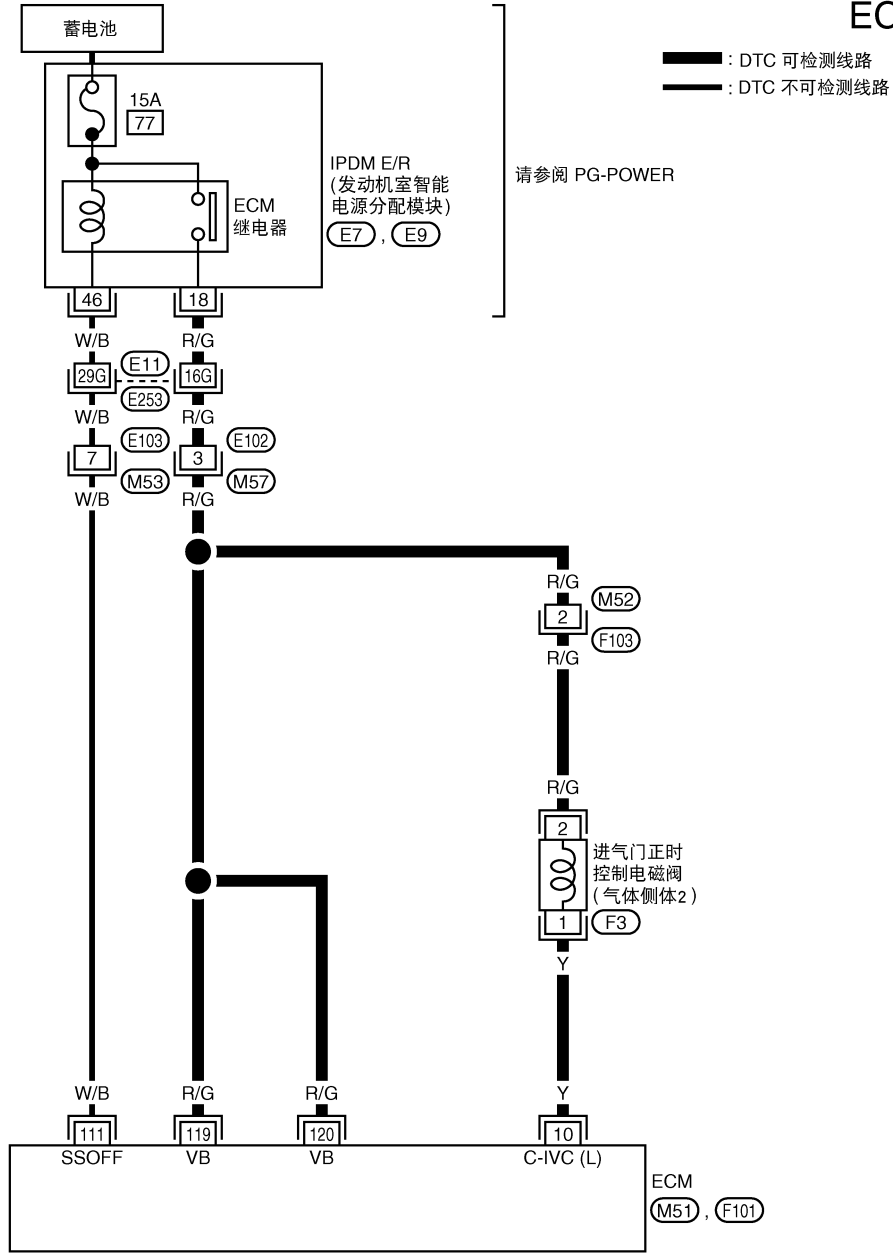 EC
蓄电池
: DTC 可检测线路
: DTC 不可检测线路
15A
77
IPDM E/R
(发动机室智能
电源分配模块)
E7 , E9
请参阅 PG-POWER
ECM
继电器
46
18
W/B
R/G
29G
E11
16G
E253
W/B
R/G
E103
E102
7
3
M53
M57
W/B
R/G
R/G
M52
2
F103
R/G
R/G
2
进气门正时
控制电磁阀
(气体侧体2)
1
F3
Y
W/B
R/G
R/G
Y
111
119
120
10
SSOFF
VB
VB
C-IVC (L)
ECM
M51 , F101